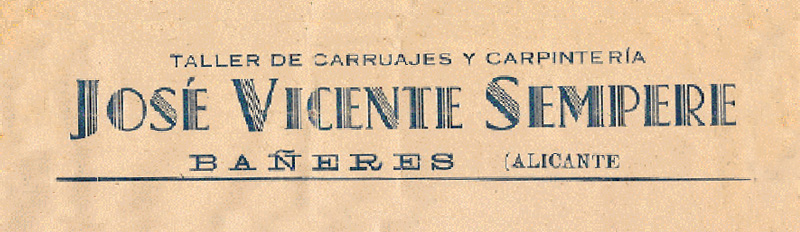 TALLER DE CARRUAJES Y CARPINTERÍA
JOSÉ VICENTE SEMPERE
BAÑERES (ALICANTE